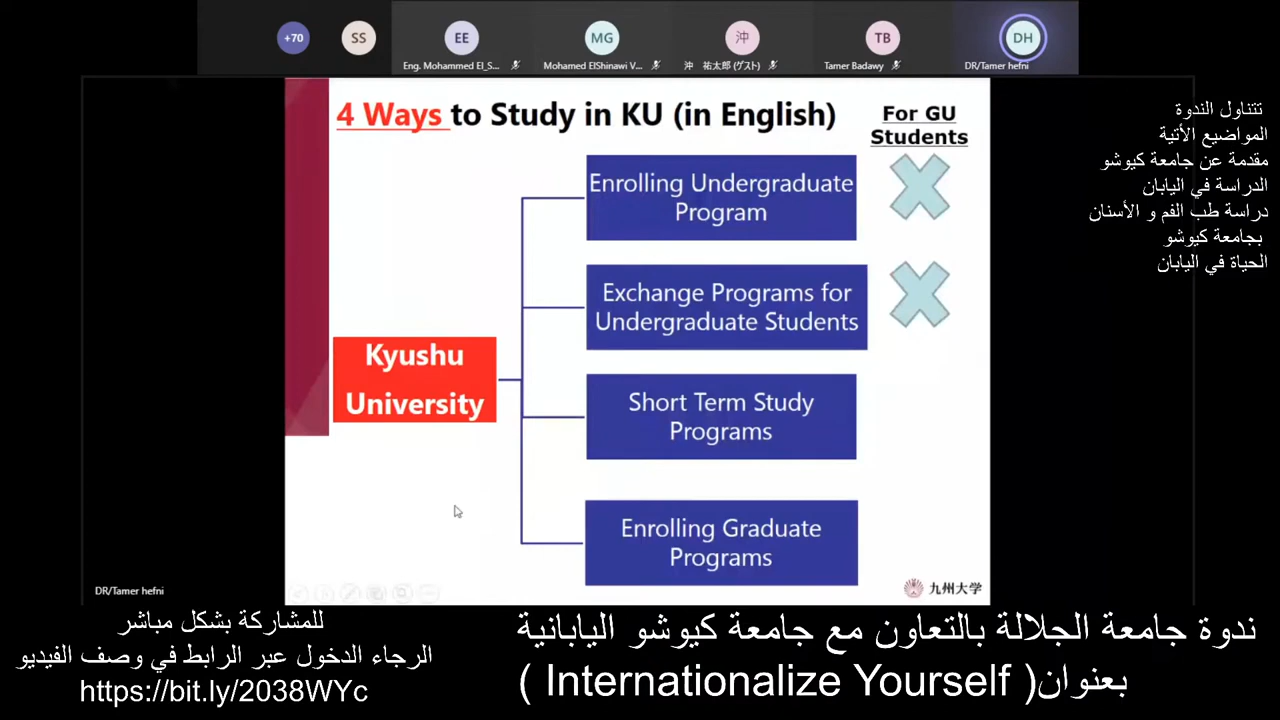 +70
SS
EE
MG
沖
TB
DH
Eng. Mohammed El_S...
Mohamed ElShinawi V...
沖 祐太郎 (ゲスト)
Tamer Badawy
DR/Tamer hefni
4 Ways to Study in KU (in English)
For GU
Students
Enrolling Undergraduate
Program
Exchange Programs for
Undergraduate Students
Kyushu
University
Short Term Study
Programs
Enrolling Graduate
Programs
九州大学
DR/Tamer hefni
تتناول الندوة
المواضيع الأتية
مقدمة عن جامعة كيوشو
الدراسة في اليابان
دراسة طب الفم و الأسنان
بجامعة كيوشو
الحياة في اليابان
للمشاركة بشكل مباشر
الرجاء الدخول عبر الرابط في وصف الفيديو
https://bit.ly/2038WYc
ندوة جامعة الجلالة بالتعاون مع جامعة كيوشو اليابانية
بعنوان( Internationalize Yourself )